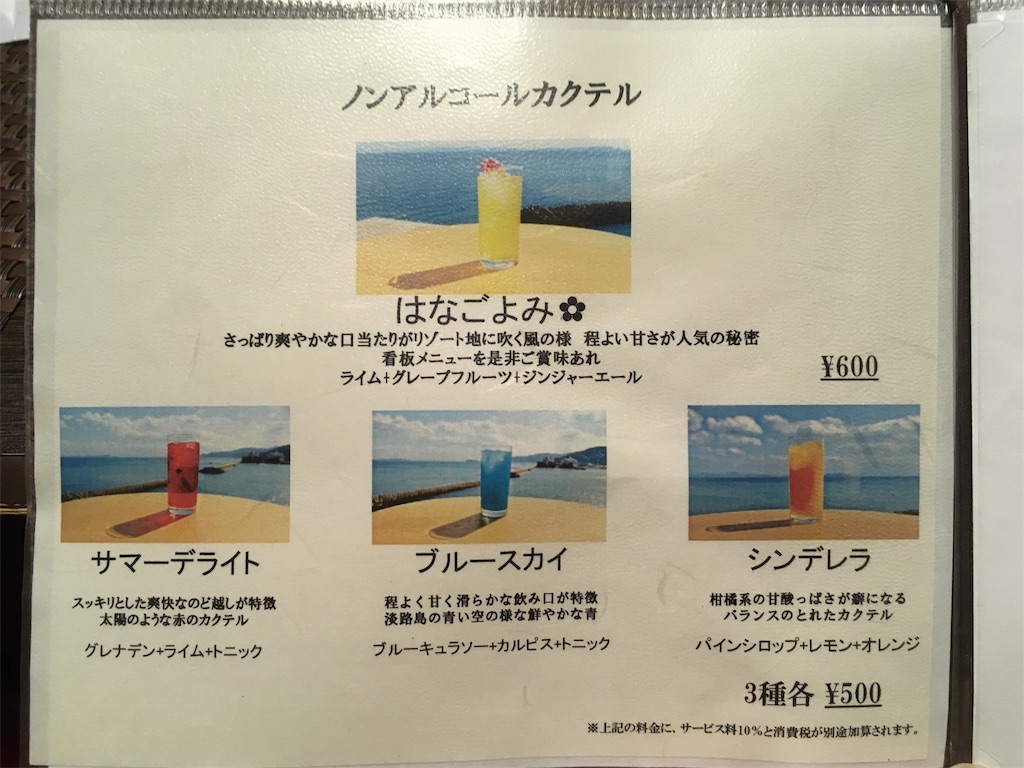 ノンアルコールカクテル
はなごよみ✿
さっぱり爽やかな口当たりがリゾート地に吹く風の様 程よい甘さが人気の秘密
看板メニューを是非ご賞味あれ
ライム+グレープフルーツ+ジンジャーエール
¥600
サマーデライト
スッキリとした爽快なのど越しが特徴
太陽のような赤のカクテル
グレナデン+ライム+トニック
ブルースカイ
程よく甘く滑らかな飲み口が特徴
淡路島の青い空の様な鮮やかな青
ブルーキュラソー+カルピス+トニック
シンデレラ
柑橘系の甘酸っぱさが癖になる
バランスのとれたカクテル
パインシロップ+レモン+オレンジ
3種各 ¥500
※上記の料金に、サービス料10%と消費税が別途加算されます。